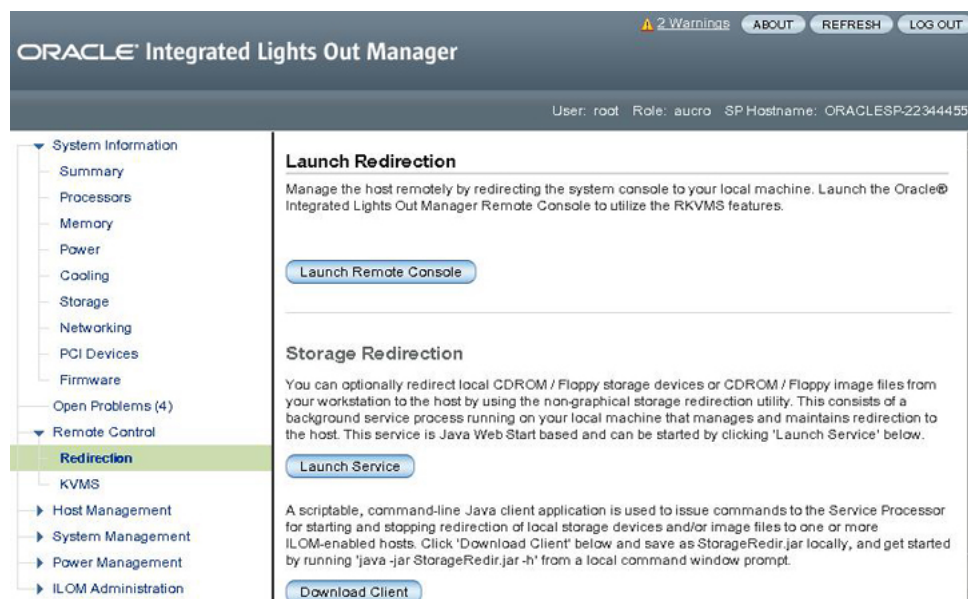 2 Warnings ABOUT REFRESH LOG OUT
ORACLE® Integrated Lights Out Manager
User: root Role: aucro SP Hostname: ORACLESP-22344455
System Information
Summary
Processors
Memory
Power
Cooling
Storage
Networking
PCI Devices
Firmware
Open Problems (4)
Remote Control
Redirection
KVMS
Host Management
System Management
Power Management
ILOM Administration
Launch Redirection
Manage the host remotely by redirecting the system console to your local machine. Launch the Oracle®
Integrated Lights Out Manager Remote Console to utilize the RKVMS features.
Launch Remote Console
Storage Redirection
You can optionally redirect local CDROM / Floppy storage devices or CDROM / Floppy image files from
your workstation to the host by using the non-graphical storage redirection utility. This consists of a
background service process running on your local machine that manages and maintains redirection to
the host. This service is Java Web Start based and can be started by clicking 'Launch Service' below.
Launch Service
A scriptable, command-line Java client application is used to issue commands to the Service Processor
for starting and stopping redirection of local storage devices and/or image files to one or more
ILOM-enabled hosts. Click 'Download Client' below and save as StorageRedir.jar locally, and get started
by running 'java -jar StorageRedir.jar -h' from a local command window prompt.
Download Client